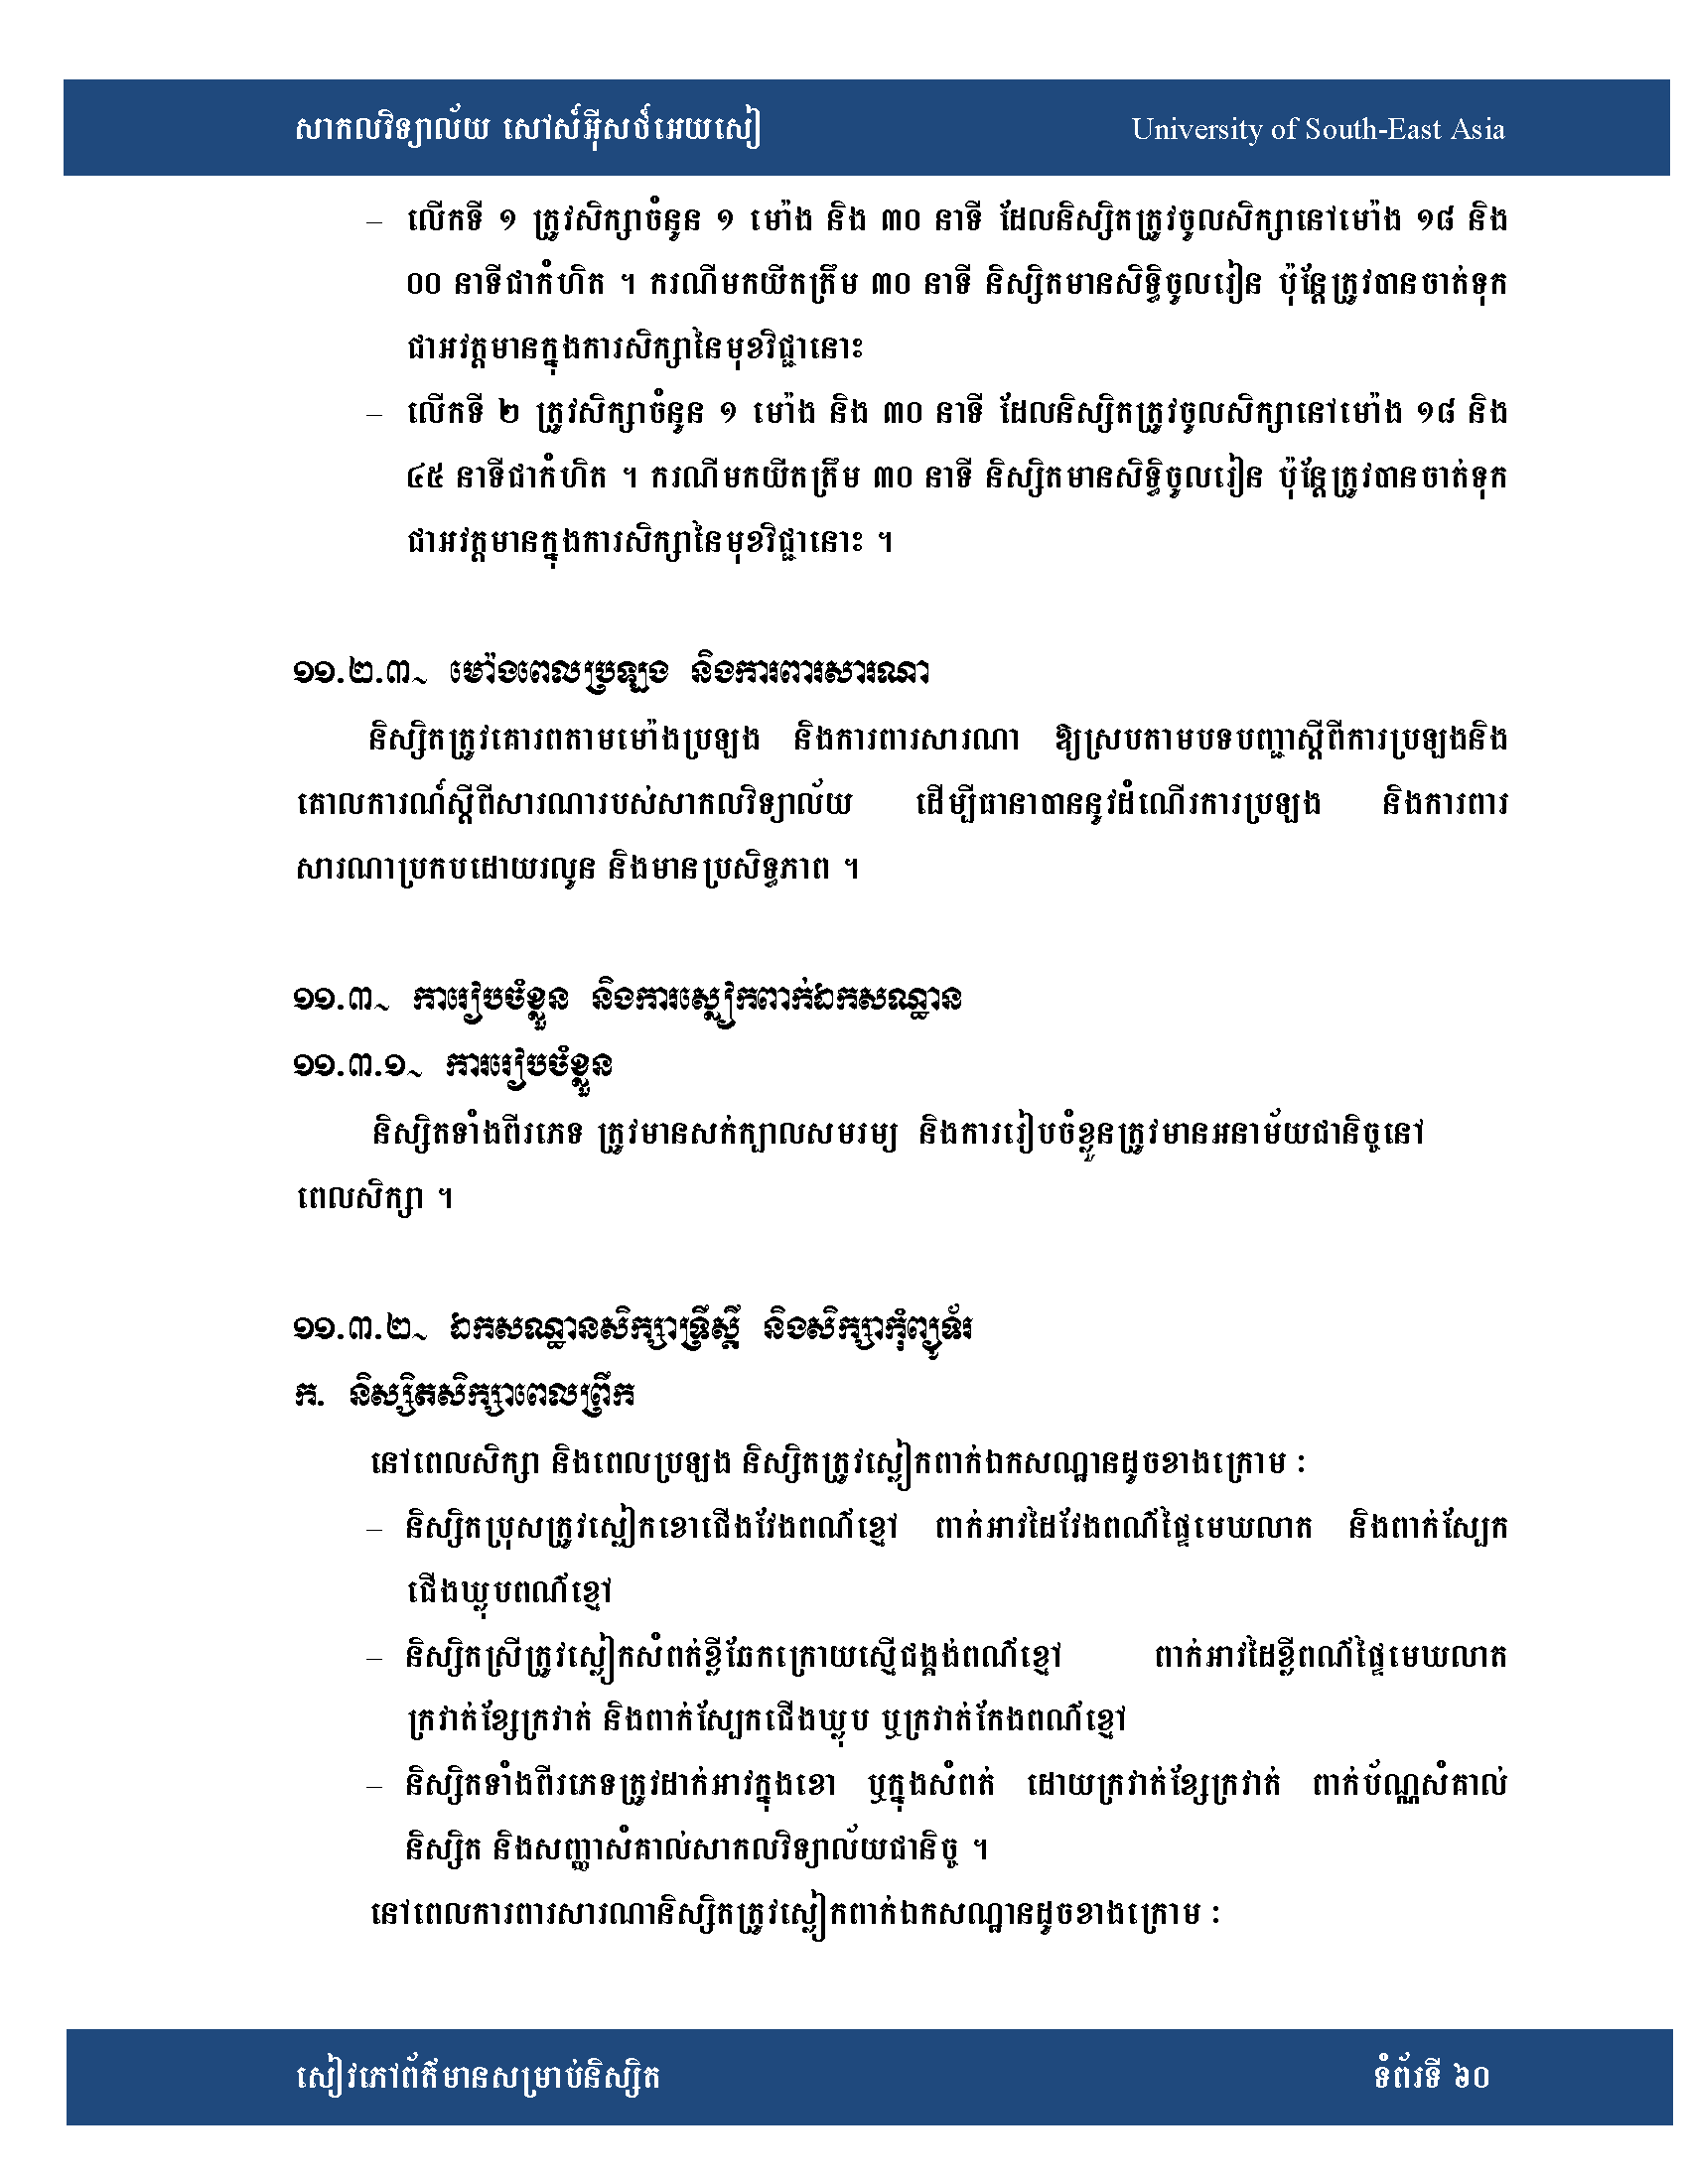 សាកលវិទ្យាល័យ សៅស៍អ៊ីសថ៍អេយសៀ University of South-East Asia
– លើកទី ១ ត្រូវសិក្សាចំនួន ១ ម៉ោង និង ៣០ នាទី ដែលនិស្សិតត្រូវចូលសិក្សានៅម៉ោង ១៨ និង
០០ នាទីជាកំហិត ។ ករណីមកយឺតត្រឹម ៣០ នាទី និស្សិតមានសិទ្ធិចូលរៀន ប៉ុន្តែត្រូវបានចាត់ទុក
ជាអវត្តមានក្នុងការសិក្សានៃមុខវិជ្ជានោះ
– លើកទី ២ ត្រូវសិក្សាចំនួន ១ ម៉ោង និង ៣០ នាទី ដែលនិស្សិតត្រូវចូលសិក្សានៅម៉ោង ១៨ និង
៤៥ នាទីជាកំហិត ។ ករណីមកយឺតត្រឹម ៣០ នាទី និស្សិតមានសិទ្ធិចូលរៀន ប៉ុន្តែត្រូវបានចាត់ទុក
ជាអវត្តមានក្នុងការសិក្សានៃមុខវិជ្ជានោះ ។
១១.២.៣~ ម៉ោងពេលប្រឡង និងការពារសារណា
និស្សិតត្រូវគោរពតាមម៉ោងប្រឡង និងការពារសារណា ឱ្យស្របតាមបទបញ្ជាស្តីពីការប្រឡងនិង
គោលការណ៍ស្តីពីសារណារបស់សាកលវិទ្យាល័យ ដើម្បីធានាបាននូវដំណើរការប្រឡង និងការពារ
សារណាប្រកបដោយរលូន និងមានប្រសិទ្ធភាព ។
១១.៣~ ការៀបចំខ្លួន និងការស្លៀកពាក់ឯកសណ្ឋាន
១១.៣.១~ ការរៀបចំខ្លួន
និស្សិតទាំងពីរភេទ ត្រូវមានសក់ក្បាលសមរម្យ និងការរៀបចំខ្លួនត្រូវមានអនាម័យជានិច្ចនៅ
ពេលសិក្សា ។
១១.៣.២~ ឯកសណ្ឋានសិក្សាទ្រឹស្តី និងសិក្សាកុំព្យូទ័រ
ក. និស្សិតសិក្សាពេលព្រឹក
នៅពេលសិក្សា និងពេលប្រឡង និស្សិតត្រូវស្លៀកពាក់ឯកសណ្ឋានដូចខាងក្រោម ៖
– និស្សិតប្រុសត្រូវស្លៀកខោជើងវែងពណ៌ខ្មៅ ពាក់អាវដៃវែងពណ៌ផ្ទៃមេឃលាត និងពាក់ស្បែក
ជើងឃ្លុបពណ៌ខ្មៅ
– និស្សិតស្រីត្រូវស្លៀកសំពត់ខ្លីឆែកក្រោយស្មើជង្គង់ពណ៌ខ្មៅ ពាក់អាវដៃខ្លីពណ៌ផ្ទៃមេឃលាត
ក្រវាត់ខ្សែក្រវាត់ និងពាក់ស្បែកជើងឃ្លុប ឬក្រវាត់កែងពណ៌ខ្មៅ
– និស្សិតទាំងពីរភេទត្រូវដាក់អាវក្នុងខោ ឬក្នុងសំពត់ ដោយក្រវាត់ខ្សែក្រវាត់ ពាក់ប័ណ្ណសំគាល់
និស្សិត និងសញ្ញាសំគាល់សាកលវិទ្យាល័យជានិច្ច ។
នៅពេលការពារសារណានិស្សិតត្រូវស្លៀកពាក់ឯកសណ្ឋានដូចខាងក្រោម ៖
សៀវភៅព័ត៌មានសម្រាប់និស្សិត ទំព័រទី ៦០